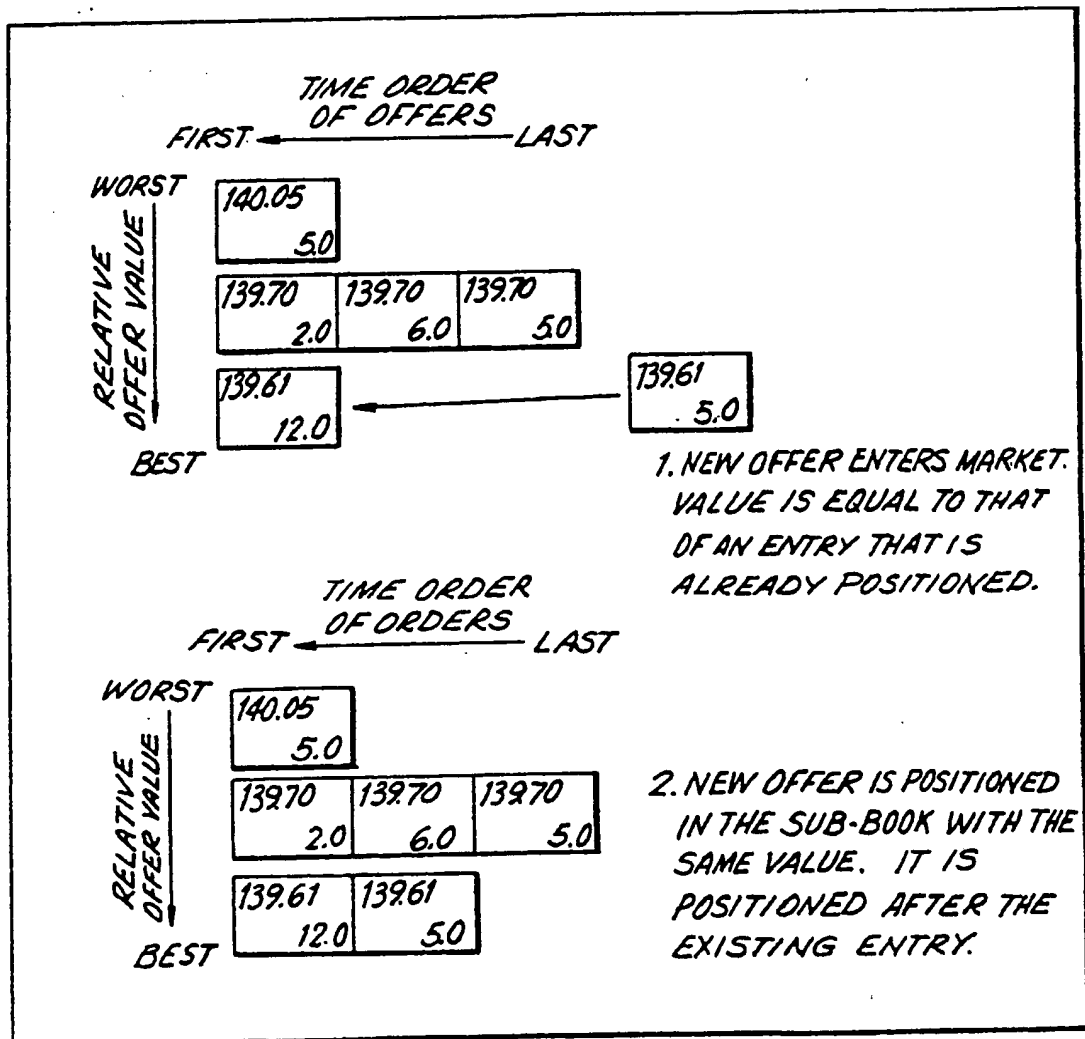 TIME ORDER
OF OFFERS
FIRST LAST
WORST
RELATIVE
OFFER VALUE
BEST
140.05
5.0
139.70 139.70 139.70
2.0 6.0 5.0
139.61 139.61
12.0 5.0
1. NEW OFFER ENTERS MARKET.
VALUE IS EQUAL TO THAT
OF AN ENTRY THAT IS
ALREADY POSITIONED.
TIME ORDER
OF ORDERS
FIRST LAST
WORST
RELATIVE
OFFER VALUE
BEST
140.05
5.0
139.70 139.70 139.70
2.0 6.0 5.0
139.61 139.61
12.0 5.0
2. NEW OFFER IS POSITIONED
IN THE SUB-BOOK WITH THE
SAME VALUE. IT IS
POSITIONED AFTER THE
EXISTING ENTRY.